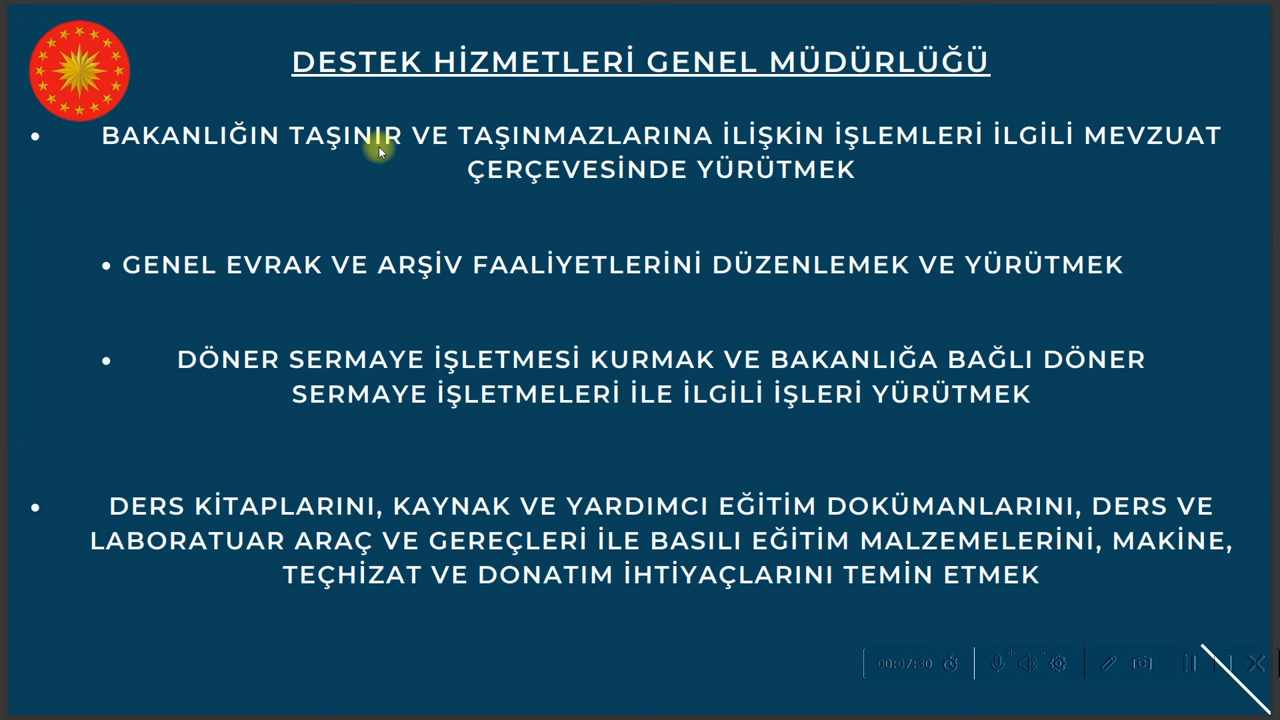 DESTEK HİZMETLERİ GENEL MÜDÜRLÜĞÜ
• BAKANLIĞIN TAŞINIR VE TAŞINMAZLARINA İLİŞKİN İŞLEMLERİ İLGİLİ MEVZUAT
ÇERÇEVESİNDE YÜRÜTMEK
• GENEL EVRAK VE ARŞİV FAALİYETLERİNİ DÜZENLEMEK VE YÜRÜTMEK
• DÖNER SERMAYE İŞLETMESİ KURMAK VE BAKANLIĞA BAĞLI DÖNER
SERMAYE İŞLETMELERİ İLE İLGİLİ İŞLERİ YÜRÜTMEK
• DERS KİTAPLARINI, KAYNAK VE YARDIMCI EĞİTİM DOKÜMANLARINI, DERS VE
LABORATUAR ARAÇ VE GEREÇLERİ İLE BASILI EĞİTİM MALZEMELERİNİ, MAKİNE,
TEÇHİZAT VE DONATIM İHTİYAÇLARINI TEMİN ETMEK
00:07:30